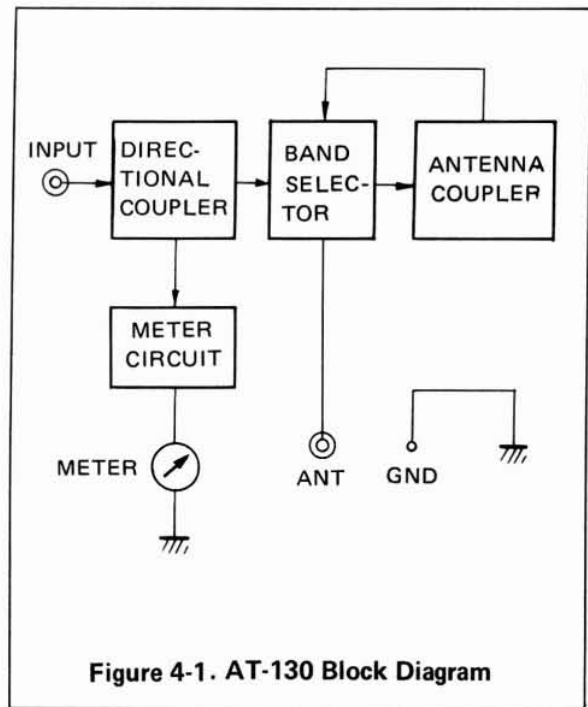 INPUT
DIREC-
TIONAL
COUPLER
BAND
SELEC-
TOR
ANTENNA
COUPLER
METER
CIRCUIT
METER
ANT
GND
Figure 4-1. AT-130 Block Diagram